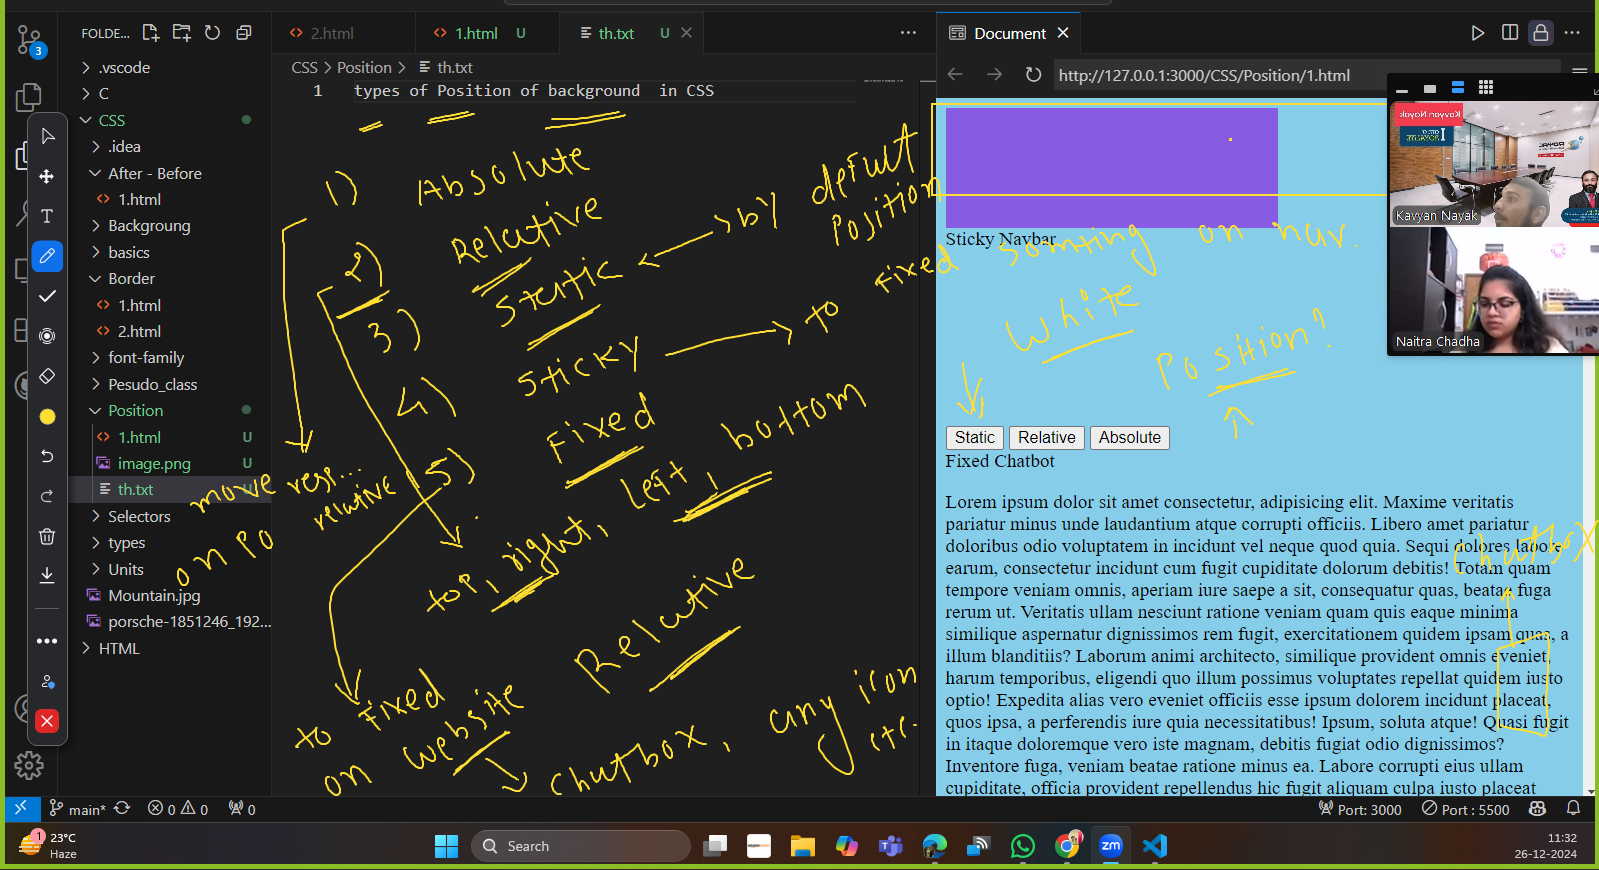 FOLDE...
3
2.html
1.html U
th.txt U
Document
CSS > Position > th.txt
http://127.0.0.1:3000/CSS/Position/1.html
1 types of Position of background in CSS
.vscode
C
CSS
.idea
After - Before
1.html
Backgroung
basics
Border
1.html
2.html
font-family
Pesudo_class
Position
1.html U
image.png U
th.txt U
Selectors
types
Units
Mountain.jpg
porsche-1851246_192...
HTML
1) Absolute
2) Relative
3) Static
by defult
Position
4) Sticky
to fixed somting on nav.
5) Fixed
move resp...
relative
on Po
top, right, left, bottom
Relative
to fixed
on website
chatbox, any icon
etc.
White
Position?
chatbox
Sticky Navbar
Static Relative Absolute
Fixed Chatbot
Lorem ipsum dolor sit amet consectetur, adipisicing elit. Maxime veritatis
pariatur minus unde laudantium atque corrupti officiis. Libero amet pariatur
doloribus odio voluptatem in incidunt vel neque quod quia. Sequi dolores labore
earum, consectetur incidunt cum fugit cupiditate dolorum debitis! Totam quam
tempore veniam omnis, aperiam iure saepe a sit, consequatur quas, beatae fuga
rerum ut. Veritatis ullam nesciunt ratione veniam quam quis eaque minima
similique aspernatur dignissimos rem fugit, exercitationem quidem ipsam quas, a
illum blanditiis? Laborum animi architecto, similique provident omnis eveniet,
harum temporibus, eligendi quo illum possimus voluptates repellat quidem iusto
optio! Expedita alias vero eveniet officiis esse ipsum dolorem incidunt placeat,
quos ipsa, a perferendis iure quia necessitatibus! Ipsum, soluta atque! Quasi fugit
in itaque doloremque vero iste magnam, debitis fugiat odio dignissimos?
Inventore fuga, veniam beatae ratione minus ea. Labore corrupti eius ullam
cupiditate, officia provident repellendus hic fugit aliquam culpa iusto placeat
Kavyan Nayak
Kavyan Nayak
Naitra Chadha
main* 0 0 0
Port: 3000 Port : 5500
1 23°C
Haze
Search
zm
11:32
26-12-2024